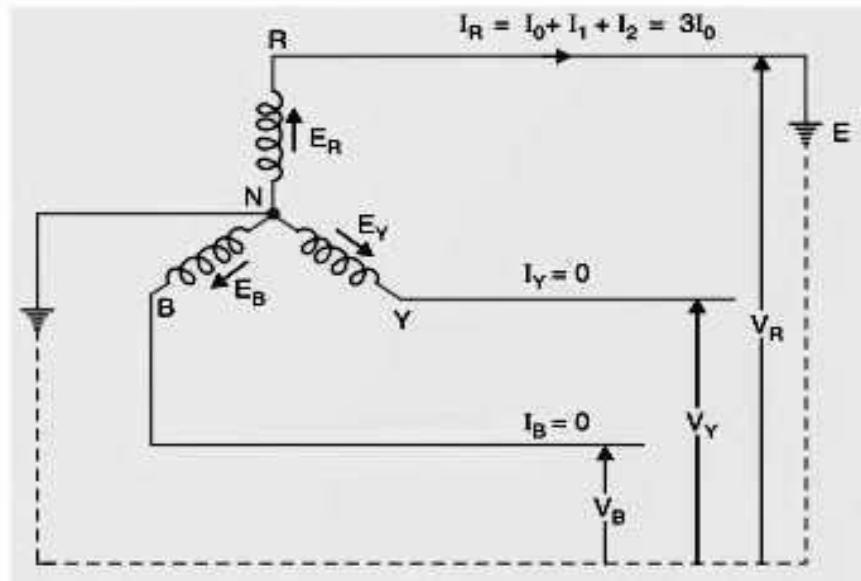 I_R = I_0 + I_1 + I_2 = 3I_0
R
E
E_R
N
E_Y
E_B
I_Y = 0
B
Y
V_R
I_B = 0
V_Y
V_B